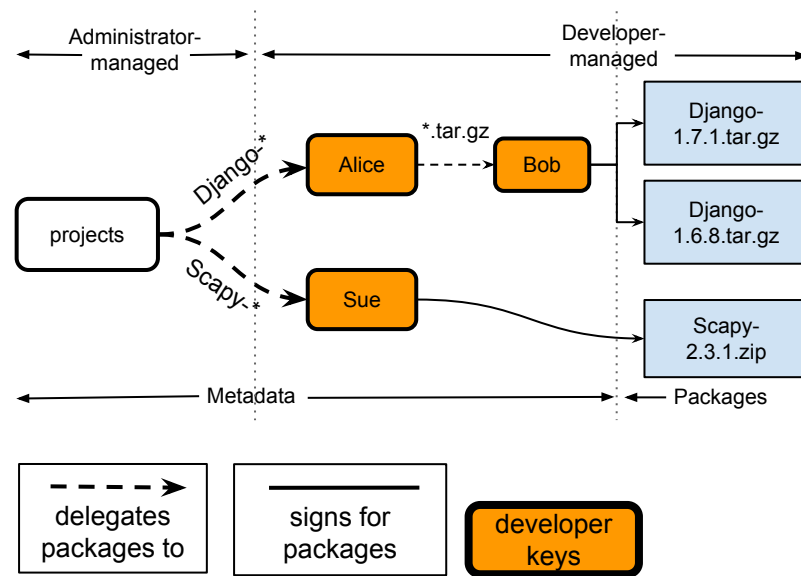 Administrator-
managed
Developer-
managed
Django-*
*.tar.gz
Alice
Bob
Django-
1.7.1.tar.gz
projects
Django-
1.6.8.tar.gz
Scapy-*
Sue
Scapy-
2.3.1.zip
Metadata
Packages
delegates
packages to
signs for
packages
developer
keys